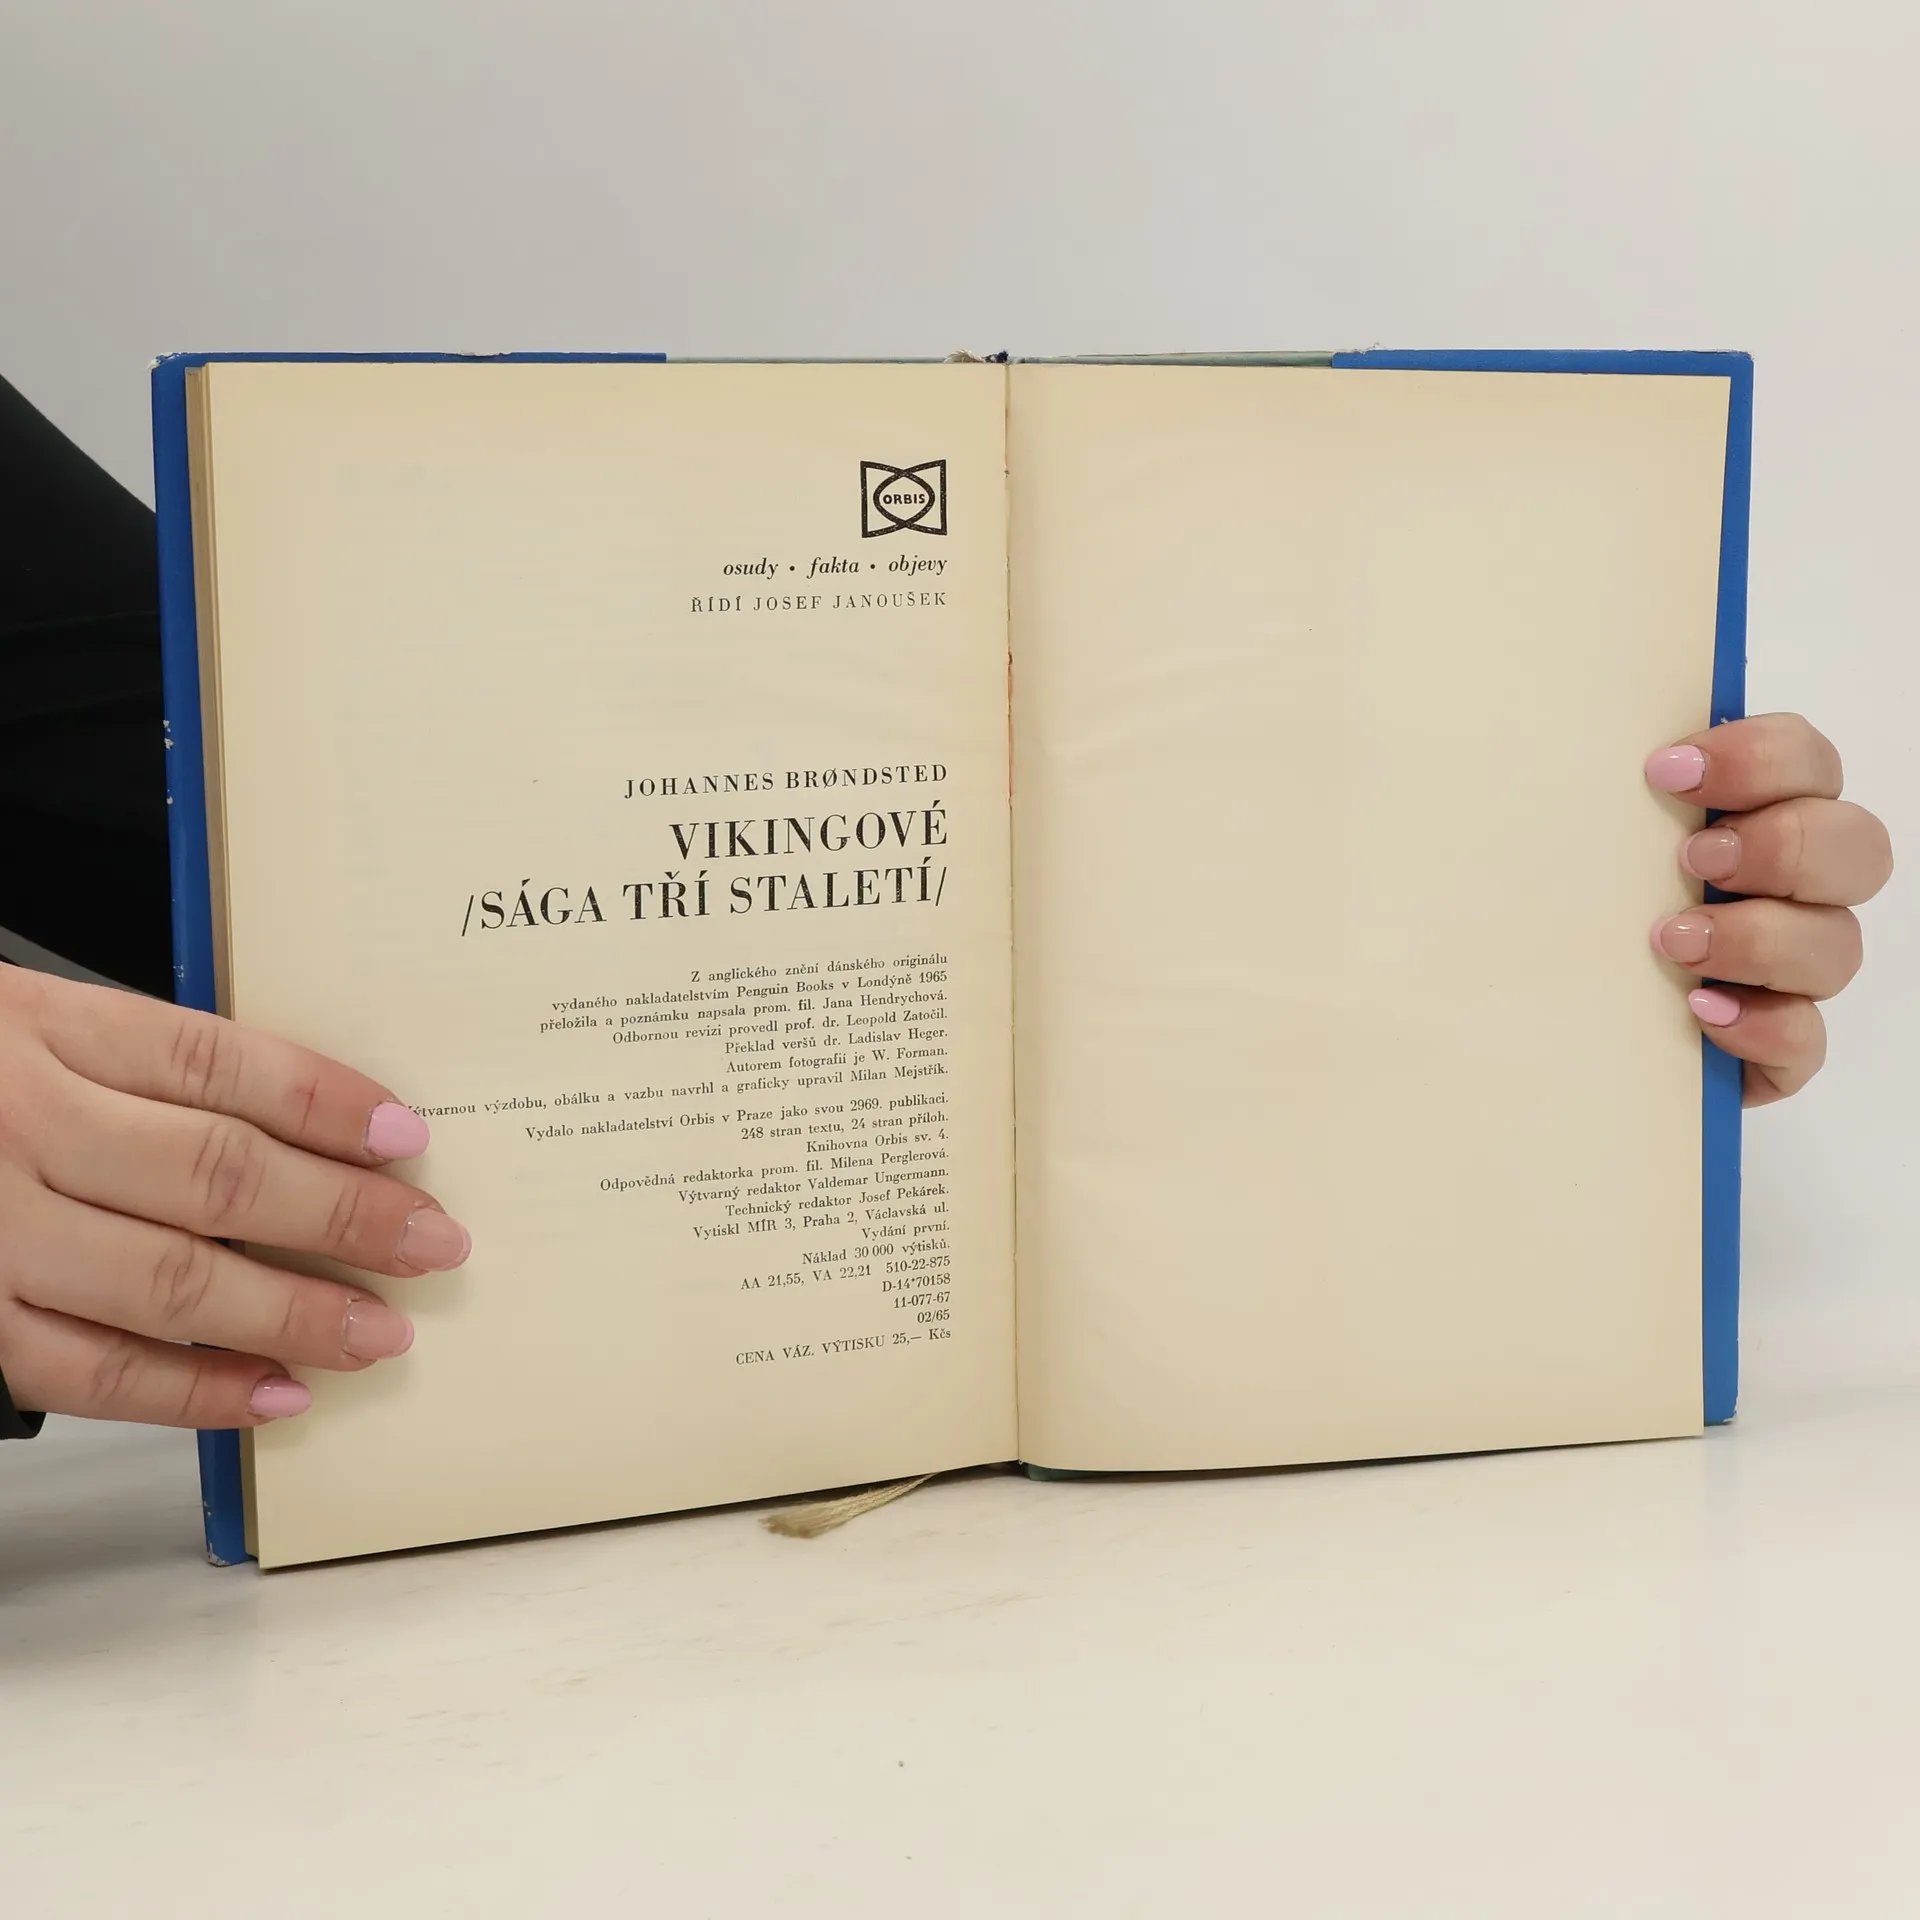 ORBIS
osudy • fakta • objevy
ŘÍDÍ JOSEF JANOUŠEK
JOHANNES BRØNDSTED
VIKINGOVÉ
/SÁGA TŘÍ STALETÍ/
Z anglického znění dánského originálu
vydaného nakladatelstvím Penguin Books v Londýně 1965
přeložila a poznámku napsala prom. fil. Jana Hendrychová.
Odbornou revizi provedl prof. dr. Leopold Zatočil.
Překlad veršů dr. Ladislav Heger.
Autorem fotografií je W. Forman.
výzdobu, obálku a vazbu navrhl a graficky upravil Milan Mejstřík.
Vydalo nakladatelství Orbis v Praze jako svou 2969. publikaci.
248 stran textu, 24 stran příloh.
Knihovna Orbis sv. 4.
Odpovědná redaktorka prom. fil. Milena Perglerová.
Výtvarný redaktor Valdemar Ungermann.
Technický redaktor Josef Pekárek.
Vytiskl MÍR 3, Praha 2, Václavská ul.
Vydání první.
Náklad 30 000 výtisků.
AA 21,55, VA 22,21 510-22-875
D-14*70158
11-077-67
02/65
CENA VÁZ. VÝTISKU 25,— Kčs